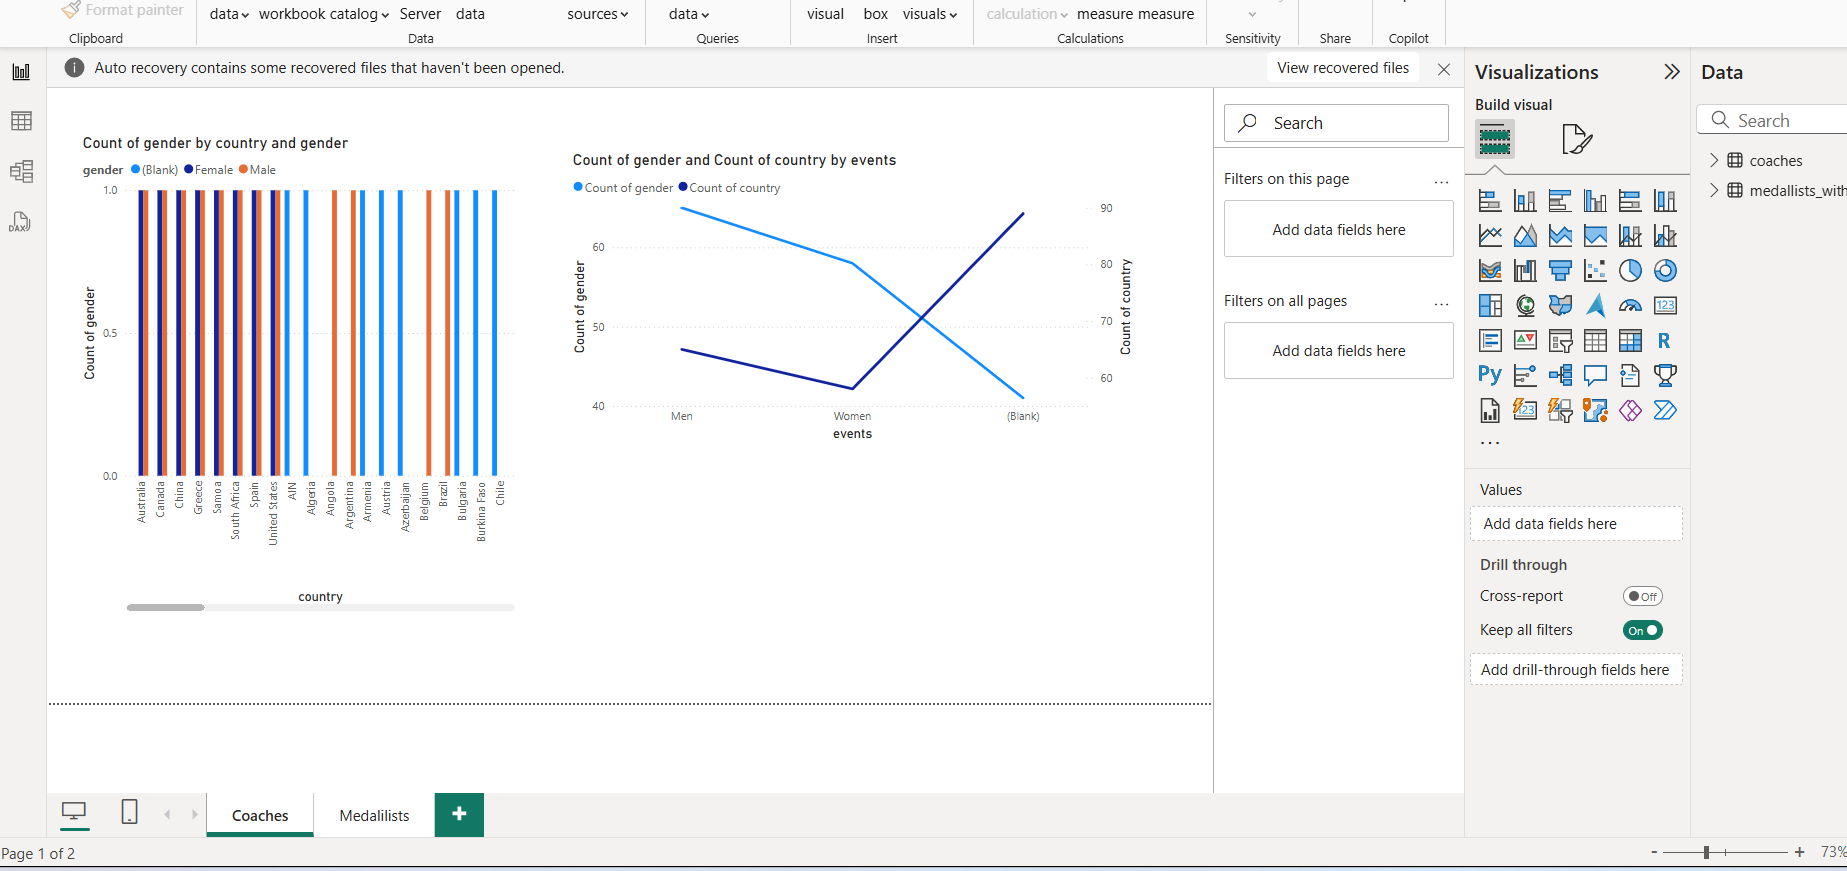 Format painter
data workbook catalog Server data sources data visual box visuals calculation measure measure
Clipboard Data Queries Insert Calculations Sensitivity Share Copilot
Auto recovery contains some recovered files that haven't been opened. View recovered files
Count of gender by country and gender
gender (Blank) Female Male
1.0
0.5
0.0
Count of gender
Australia
Canada
China
Greece
Samoa
South Africa
Spain
United States
AIN
Algeria
Angola
Argentina
Armenia
Austria
Azerbaijan
Belgium
Brazil
Bulgaria
Burkina Faso
Chile
country
Count of gender and Count of country by events
Count of gender Count of country
60
50
40
Count of gender
90
80
70
60
Count of country
Men Women (Blank)
events
Search
Filters on this page ...
Add data fields here
Filters on all pages ...
Add data fields here
Visualizations
Build visual
123
R
Py
123
...
Values
Add data fields here
Drill through
Cross-report Off
Keep all filters On
Add drill-through fields here
Data
Search
coaches
medallists_with
DAX
Coaches Medalilists +
Page 1 of 2
- + 73%